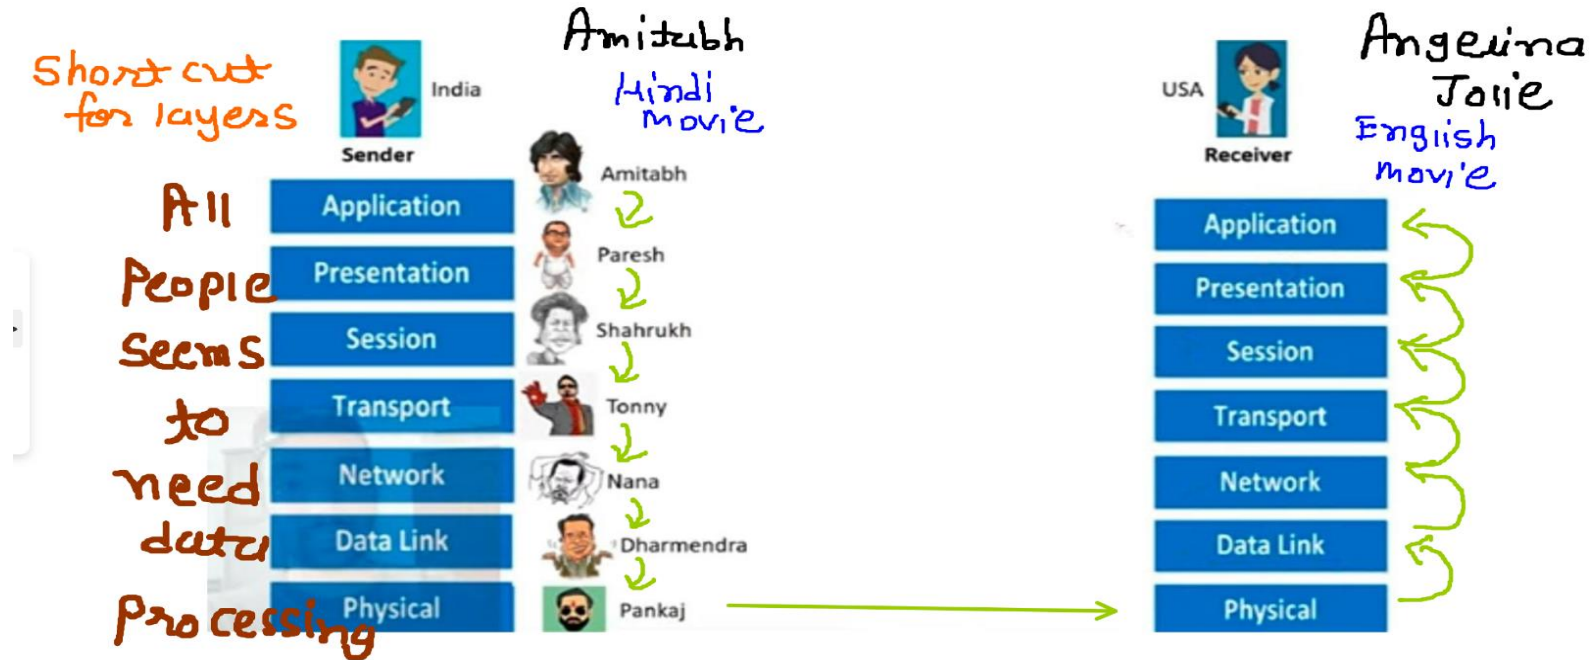 Short cut
for layers
India
Sender
Amitabh
Hindi
movie
USA
Receiver
Angelina
Jolie
English
movie
All
Application
Amitabh
People
Presentation
Paresh
Seems
Session
Shahrukh
to
Transport
Tonny
need
Network
Nana
data
Data Link
Dharmendra
Processing
Physical
Pankaj
Application
Presentation
Session
Transport
Network
Data Link
Physical